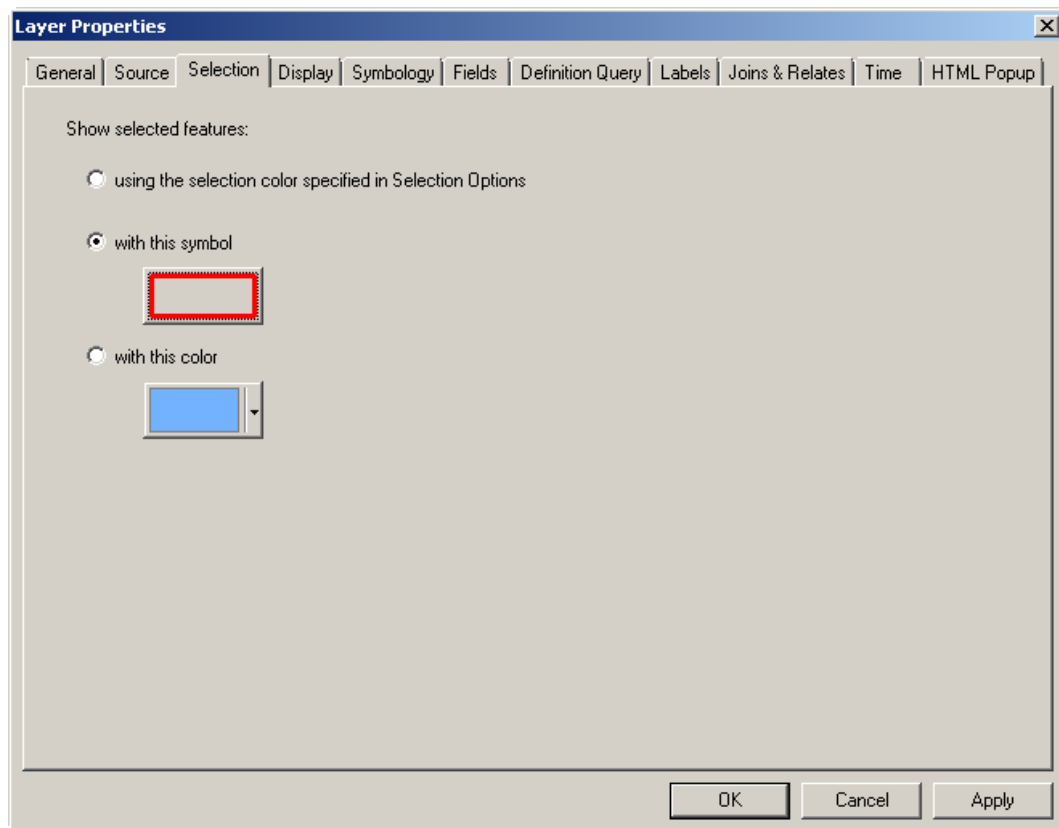 Layer Properties
General Source Selection Display Symbology Fields Definition Query Labels Joins & Relates Time HTML Popup
Show selected features:
using the selection color specified in Selection Options
with this symbol
with this color
OK Cancel Apply